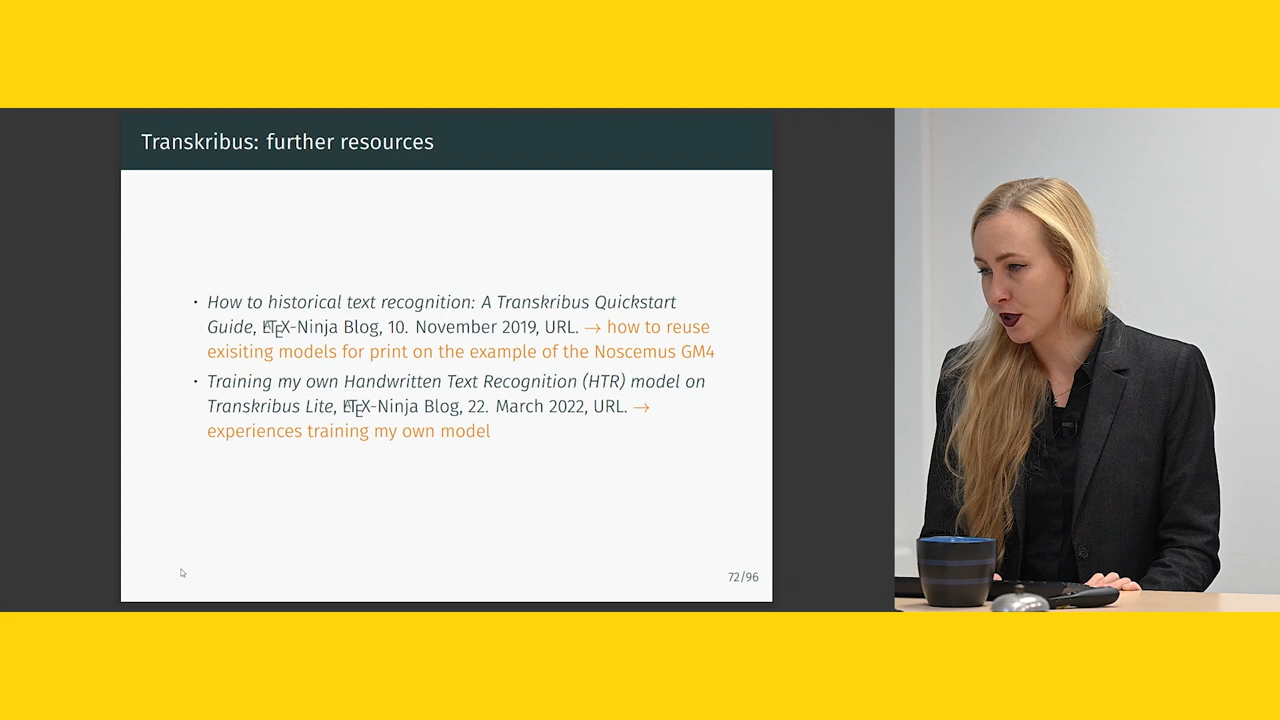 Transkribus: further resources
• How to historical text recognition: A Transkribus Quickstart
Guide, LATEX-Ninja Blog, 10. November 2019, URL. → how to reuse
exisiting models for print on the example of the Noscemus GM4
• Training my own Handwritten Text Recognition (HTR) model on
Transkribus Lite, LATEX-Ninja Blog, 22. March 2022, URL. →
experiences training my own model
72/96